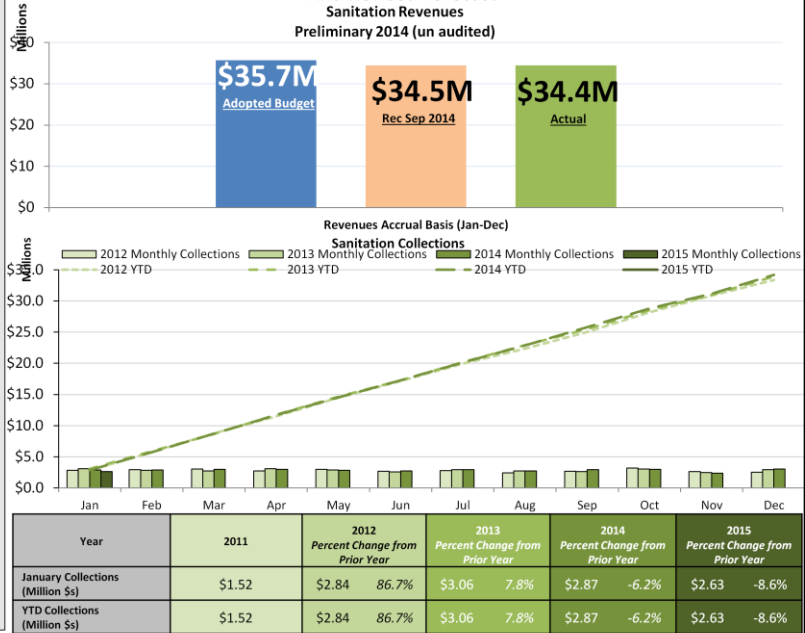 Sanitation Revenues
Preliminary 2014 (un audited)
Millions
$40
$30
$20
$10
$0
$35.7M
Adopted Budget
$34.5M
Rec Sep 2014
$34.4M
Actual
Revenues Accrual Basis (Jan-Dec)
Sanitation Collections
Millions
2012 Monthly Collections 2013 Monthly Collections 2014 Monthly Collections 2015 Monthly Collections
2012 YTD 2013 YTD 2014 YTD 2015 YTD
$35.0
$30.0
$25.0
$20.0
$15.0
$10.0
$5.0
$0.0
Jan Feb Mar Apr May Jun Jul Aug Sep Oct Nov Dec
Year 2011 2012 Percent Change from Prior Year 2013 Percent Change from Prior Year 2014 Percent Change from Prior Year 2015 Percent Change from Prior Year
January Collections (Million $s) $1.52 $2.84 86.7% $3.06 7.8% $2.87 -6.2% $2.63 -8.6%
YTD Collections (Million $s) $1.52 $2.84 86.7% $3.06 7.8% $2.87 -6.2% $2.63 -8.6%